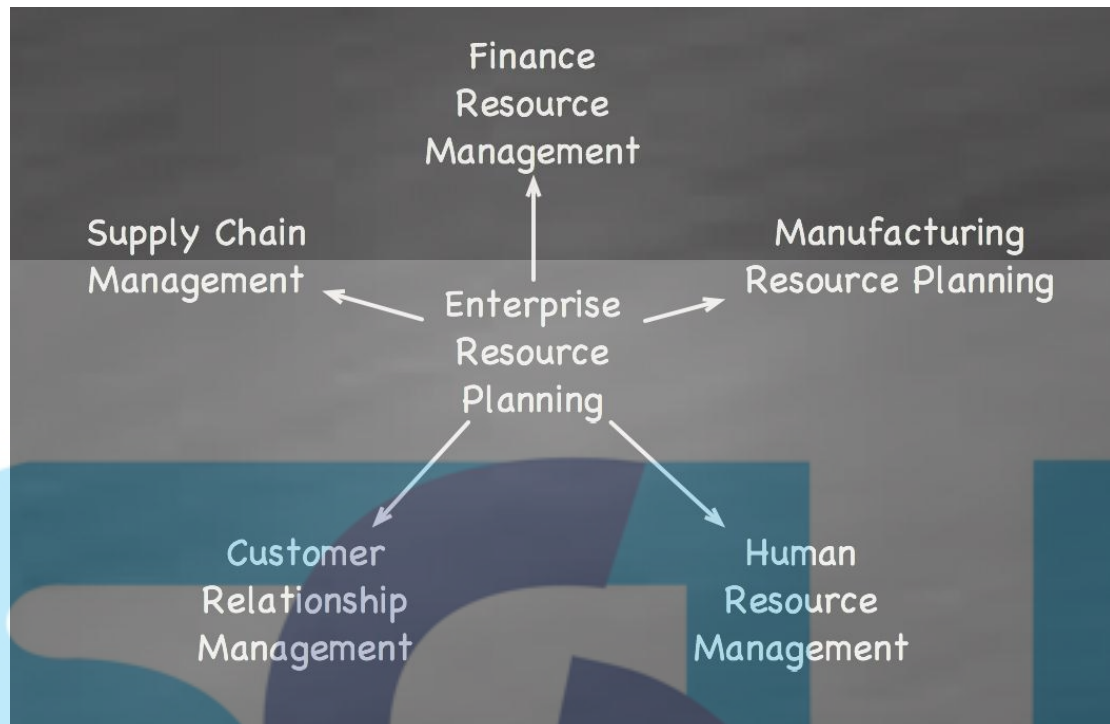 Finance
Resource
Management
Supply Chain
Management
Manufacturing
Resource Planning
Enterprise
Resource
Planning
Customer
Relationship
Management
Human
Resource
Management